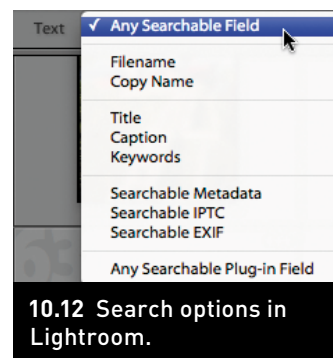 Text ✓ Any Searchable Field
Filename
Copy Name
Title
Caption
Keywords
Searchable Metadata
Searchable IPTC
Searchable EXIF
Any Searchable Plug-in Field
10.12 Search options in
Lightroom.